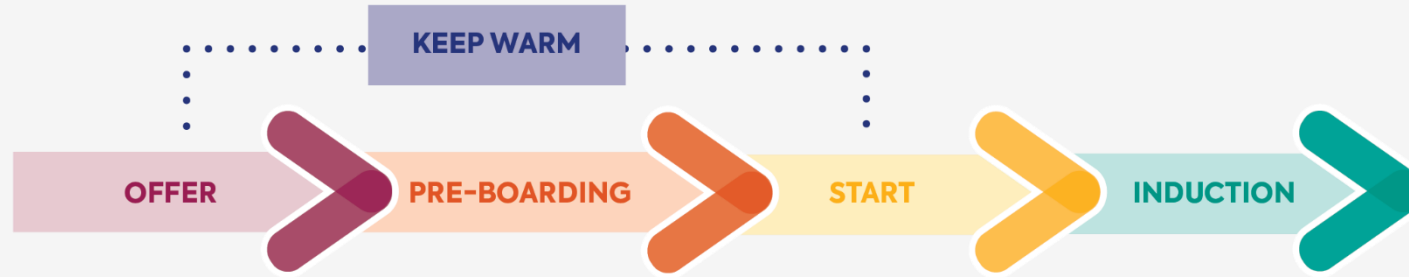 KEEP WARM
OFFER
PRE-BOARDING
START
INDUCTION